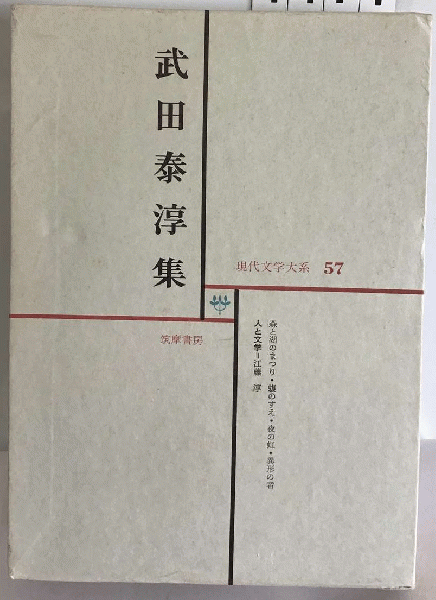 武田泰淳集
現代文学大系 57
筑摩書房
森と湖のまつり・蝮のすえ・夜の虹・異形の者
人と文学＝江藤 淳